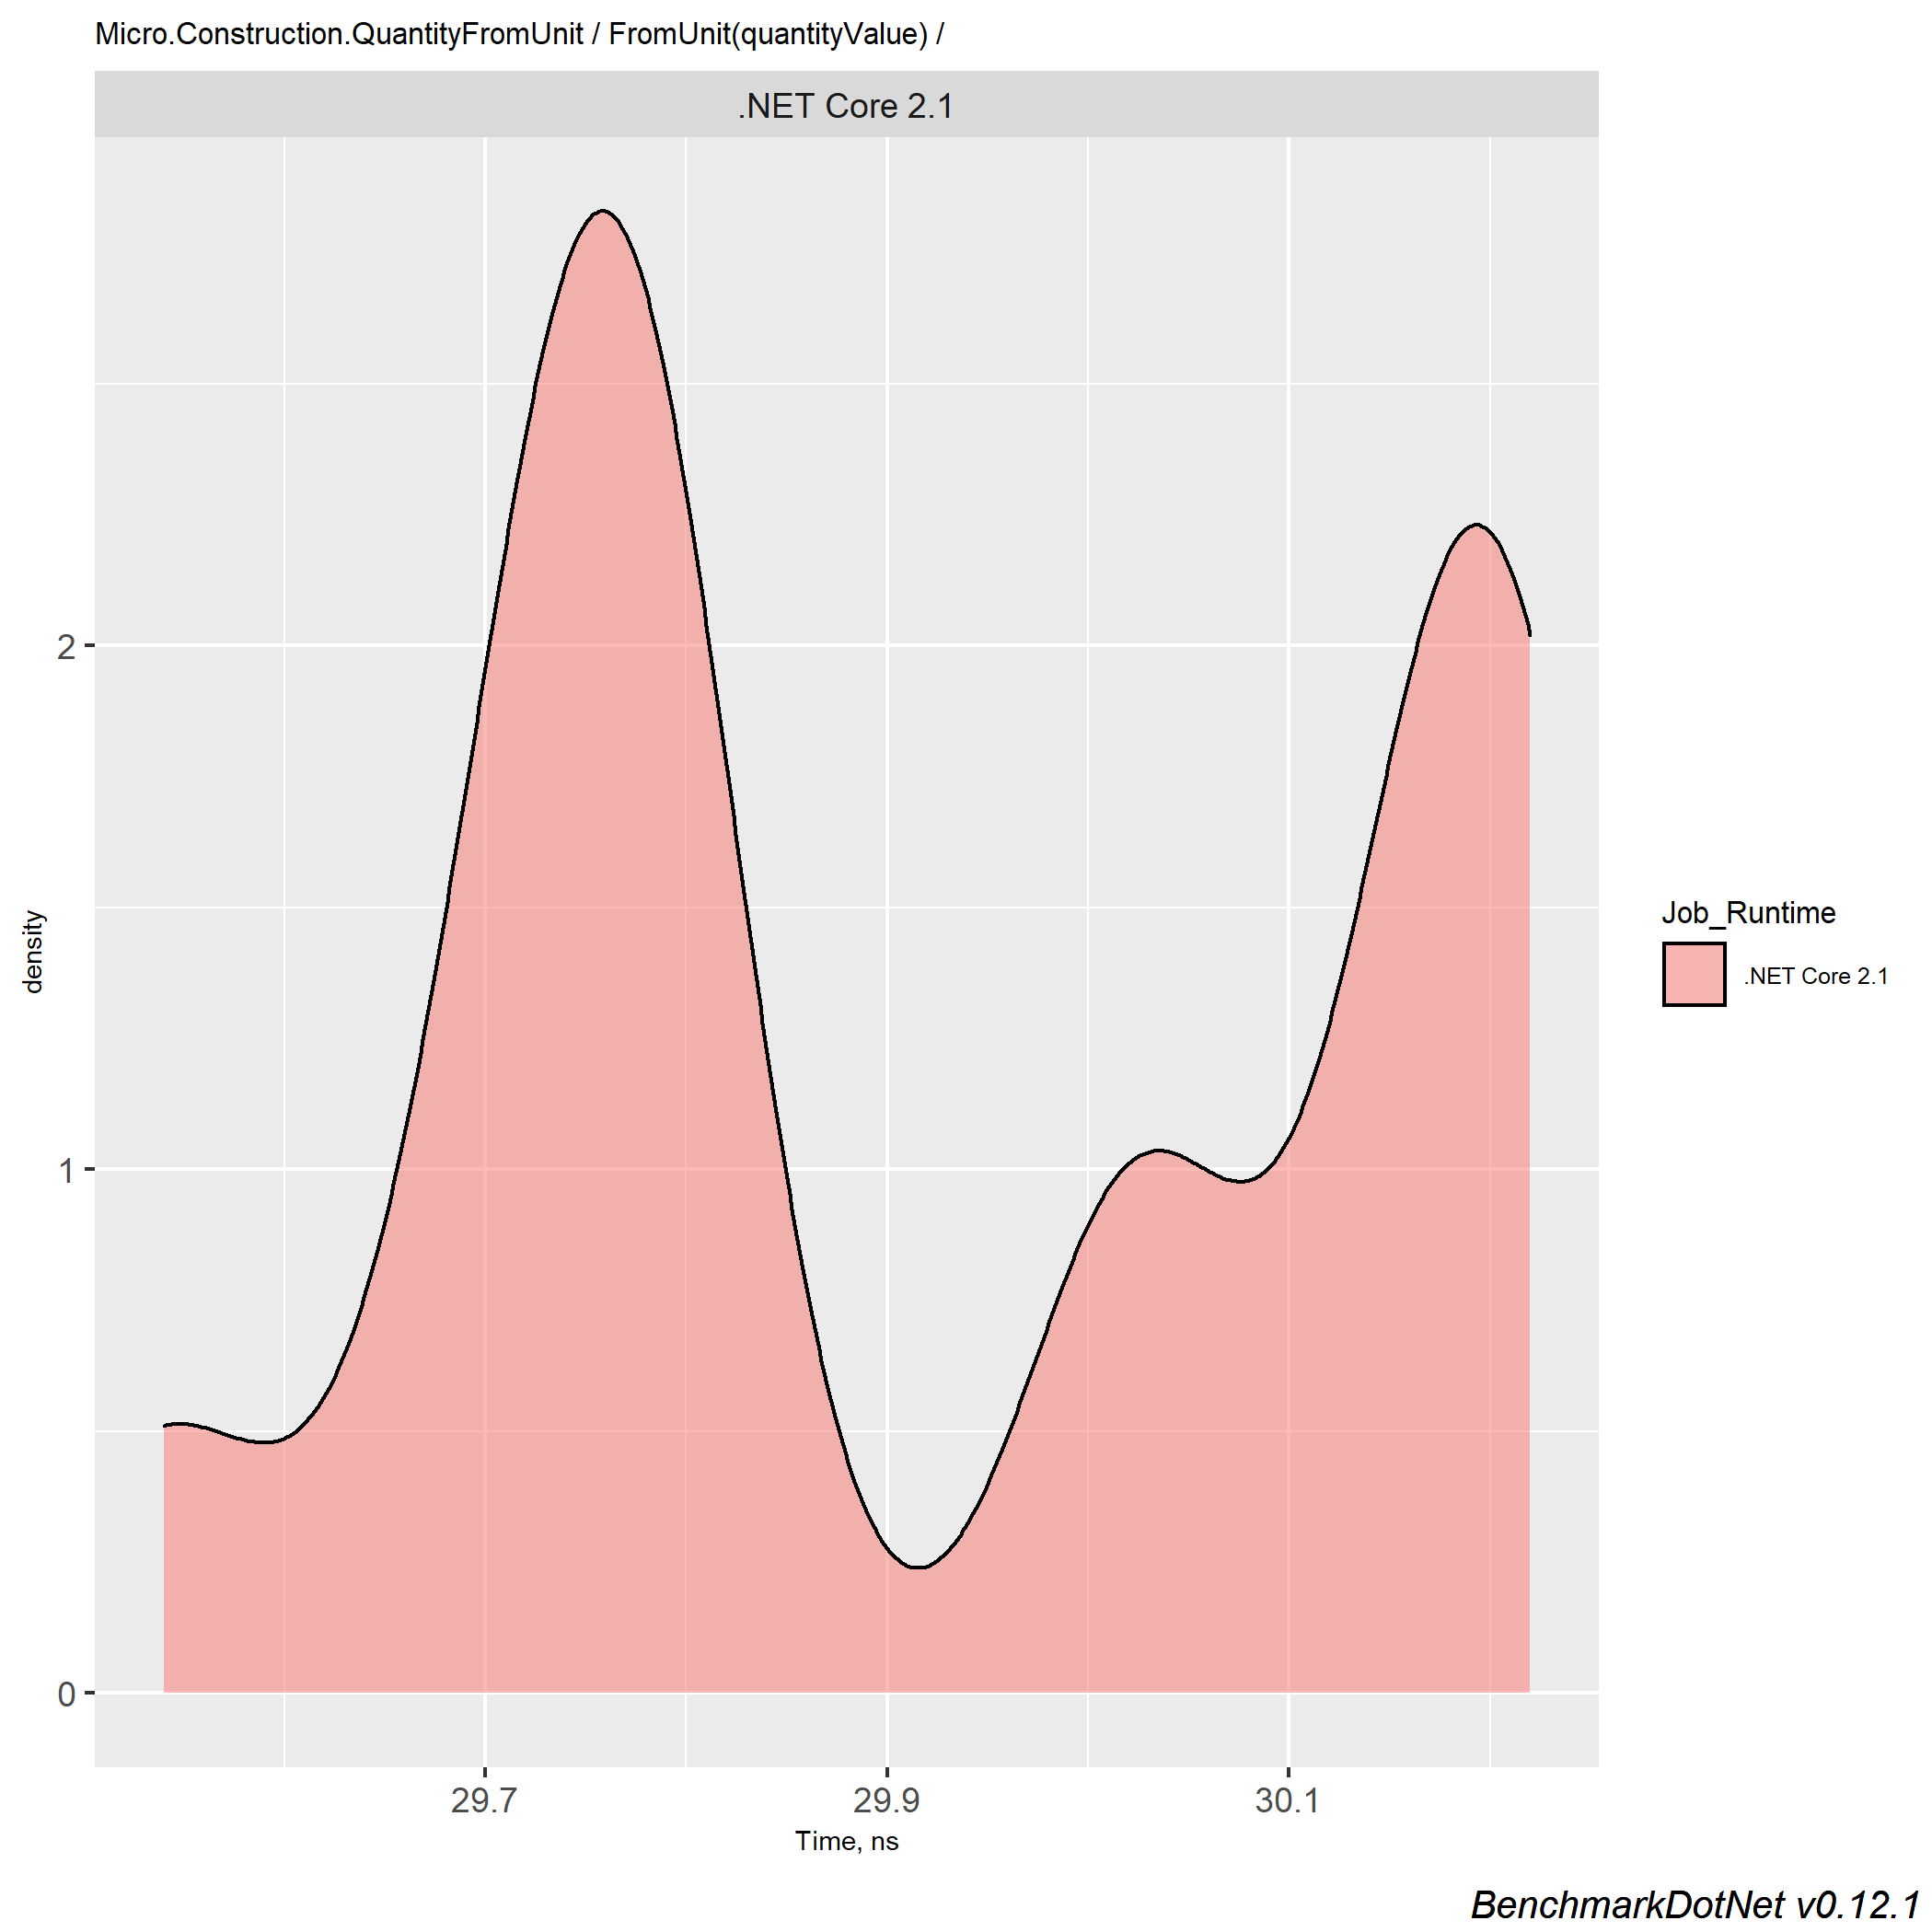 Micro.Construction.QuantityFromUnit / FromUnit(quantityValue) /
.NET Core 2.1
density
2
1
0
29.7 29.9 30.1
Time, ns
Job_Runtime
.NET Core 2.1
BenchmarkDotNet v0.12.1